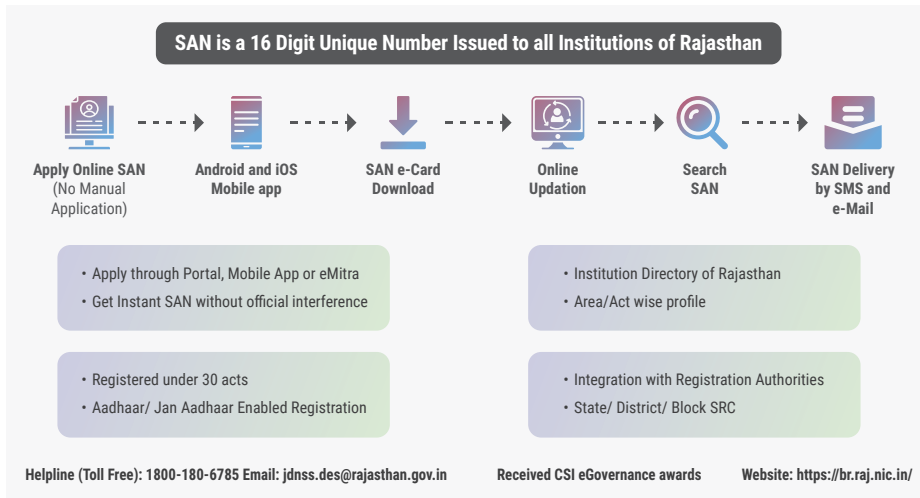 SAN is a 16 Digit Unique Number Issued to all Institutions of Rajasthan
Apply Online SAN
(No Manual
Application)
Android and iOS
Mobile app
SAN e-Card
Download
Online
Updation
Search
SAN
SAN Delivery
by SMS and
e-Mail
• Apply through Portal, Mobile App or eMitra
• Get Instant SAN without official interference
• Institution Directory of Rajasthan
• Area/Act wise profile
• Registered under 30 acts
• Aadhaar/ Jan Aadhaar Enabled Registration
• Integration with Registration Authorities
• State/ District/ Block SRC
Helpline (Toll Free): 1800-180-6785 Email: jdnss.des@rajasthan.gov.in
Received CSI eGovernance awards
Website: https://br.raj.nic.in/